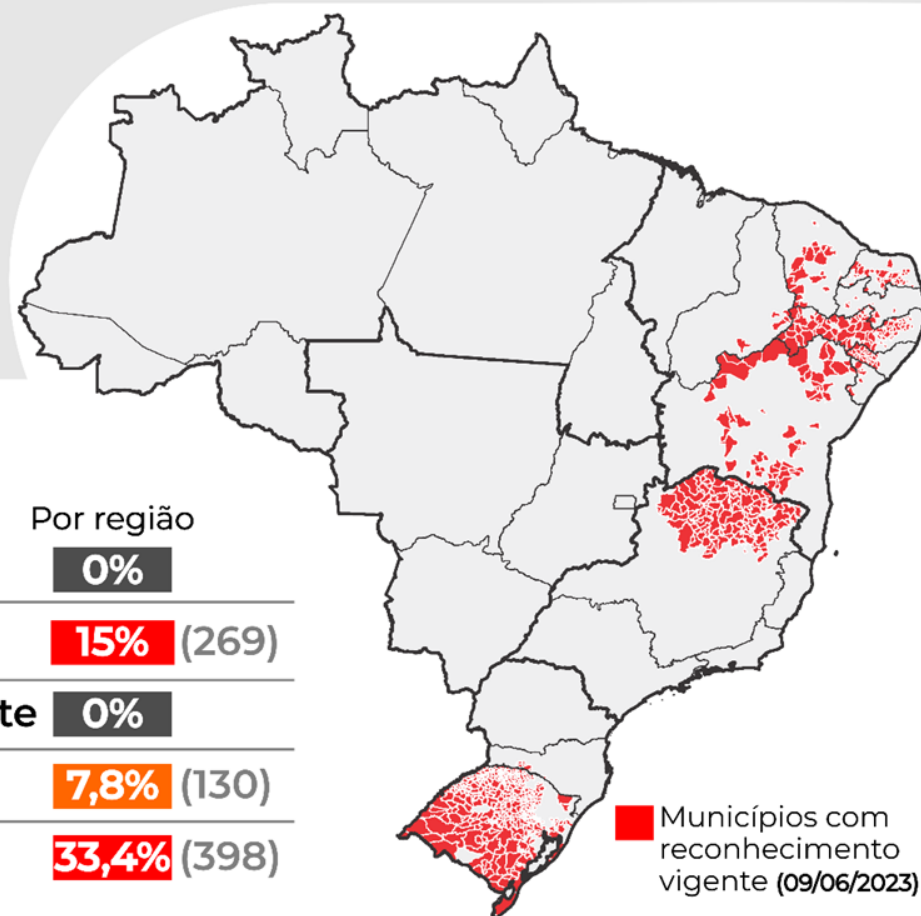 Por região
0%
15% (269)
te 0%
7,8% (130)
33,4% (398)
Municípios com
reconhecimento
vigente (09/06/2023)